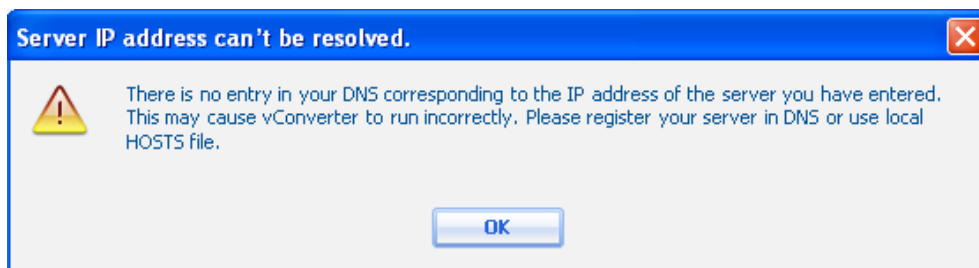 Server IP address can't be resolved.
There is no entry in your DNS corresponding to the IP address of the server you have entered.
This may cause vConverter to run incorrectly. Please register your server in DNS or use local
HOSTS file.
OK